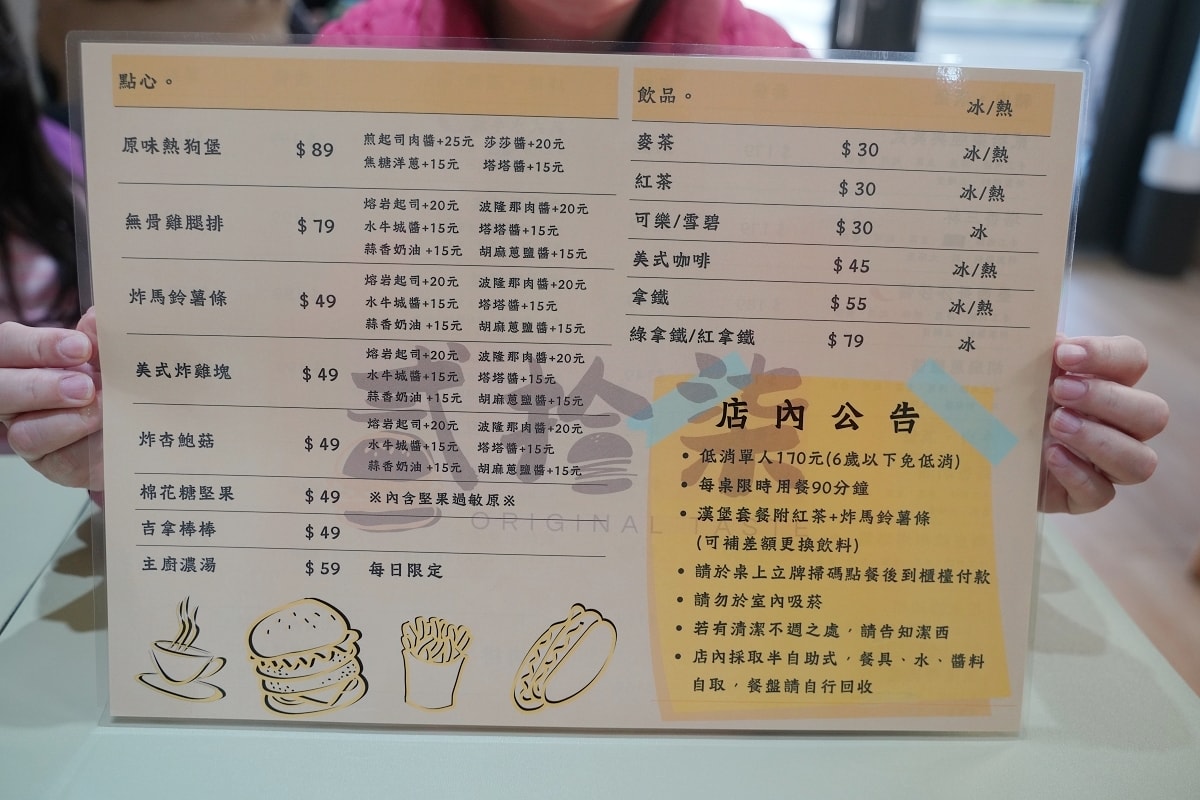 點心。
原味熱狗堡 $89 煎起司肉醬+25元 莎莎醬+20元
焦糖洋蔥+15元 塔塔醬+15元
無骨雞腿排 $79 熔岩起司+20元 波隆那肉醬+20元
水牛城醬+15元 塔塔醬+15元
蒜香奶油+15元 胡麻蔥鹽醬+15元
炸馬鈴薯條 $49 熔岩起司+20元 波隆那肉醬+20元
水牛城醬+15元 塔塔醬+15元
蒜香奶油+15元 胡麻蔥鹽醬+15元
美式炸雞塊 $49 熔岩起司+20元 波隆那肉醬+20元
水牛城醬+15元 塔塔醬+15元
蒜香奶油+15元 胡麻蔥鹽醬+15元
炸杏鮑菇 $49 熔岩起司+20元 波隆那肉醬+20元
水牛城醬+15元 塔塔醬+15元
蒜香奶油+15元 胡麻蔥鹽醬+15元
棉花糖堅果 $49 ※內含堅果過敏原※
吉拿棒棒 $49
主廚濃湯 $59 每日限定
貳拾柒
ORIGINAL TASTE
飲品。 冰/熱
麥茶 $30 冰/熱
紅茶 $30 冰/熱
可樂/雪碧 $30 冰
美式咖啡 $45 冰/熱
拿鐵 $55 冰/熱
綠拿鐵/紅拿鐵 $79 冰
店內公告
• 低消單人170元(6歲以下免低消)
• 每桌限時用餐90分鐘
• 漢堡套餐附紅茶+炸馬鈴薯條
(可補差額更換飲料)
• 請於桌上立牌掃碼點餐後到櫃檯付款
• 請勿於室內吸菸
• 若有清潔不週之處，請告知潔西
• 店內採取半自助式，餐具、水、醬料
自取，餐盤請自行回收